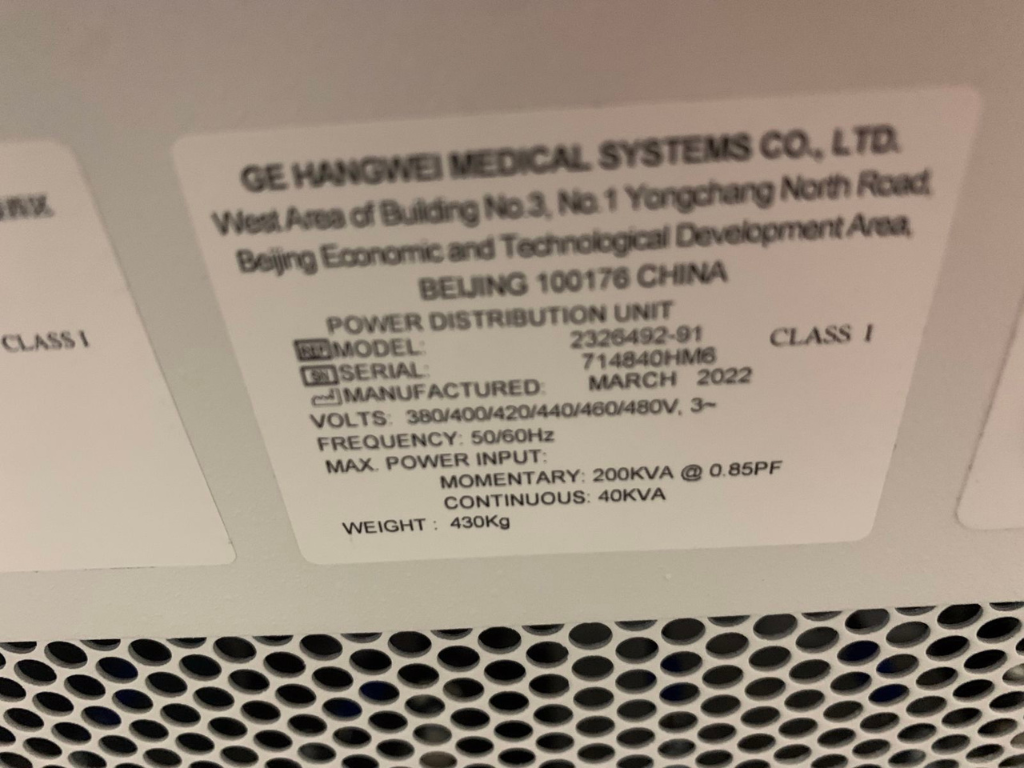 GE HANGWEI MEDICAL SYSTEMS CO., LTD.
West Area of Building No.3, No.1 Yongchang North Road,
Beijing Economic and Technological Development Area,
BEIJING 100176 CHINA
POWER DISTRIBUTION UNIT
REF MODEL: 2326492-91 CLASS I
SN SERIAL: 714840HM6
MANUFACTURED: MARCH 2022
VOLTS: 380/400/420/440/460/480V, 3~
FREQUENCY: 50/60Hz
MAX. POWER INPUT:
MOMENTARY: 200KVA @ 0.85PF
CONTINUOUS: 40KVA
WEIGHT : 430Kg
CLASS I